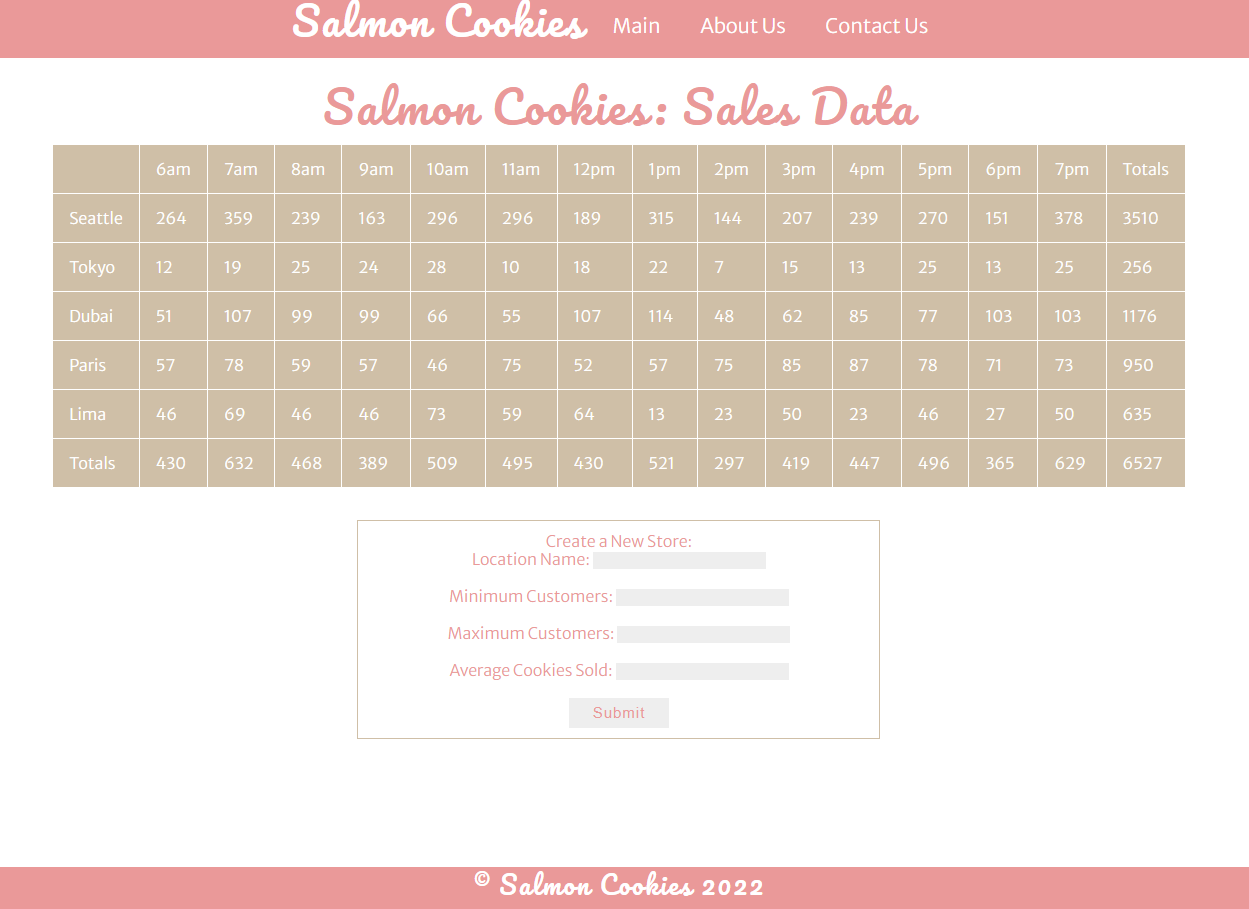 Salmon Cookies Main About Us Contact Us
Salmon Cookies: Sales Data
6am 7am 8am 9am 10am 11am 12pm 1pm 2pm 3pm 4pm 5pm 6pm 7pm Totals
Seattle 264 359 239 163 296 296 189 315 144 207 239 270 151 378 3510
Tokyo 12 19 25 24 28 10 18 22 7 15 13 25 13 25 256
Dubai 51 107 99 99 66 55 107 114 48 62 85 77 103 103 1176
Paris 57 78 59 57 46 75 52 57 75 85 87 78 71 73 950
Lima 46 69 46 46 73 59 64 13 23 50 23 46 27 50 635
Totals 430 632 468 389 509 495 430 521 297 419 447 496 365 629 6527
Create a New Store:
Location Name:
Minimum Customers:
Maximum Customers:
Average Cookies Sold:
Submit
© Salmon Cookies 2022